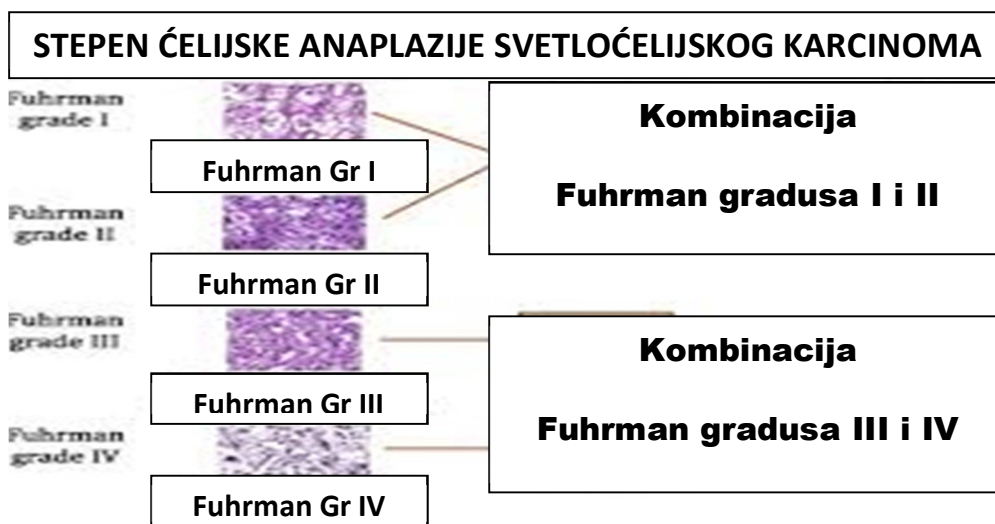 STEPEN ĆELIJSKE ANAPLAZIJE SVETLOĆELIJSKOG KARCINOMA
Fuhrman
grade I
Fuhrman Gr I
Kombinacija
Fuhrman gradusa I i II
Fuhrman
grade II
Fuhrman Gr II
Fuhrman
grade III
Fuhrman Gr III
Kombinacija
Fuhrman gradusa III i IV
Fuhrman
grade IV
Fuhrman Gr IV